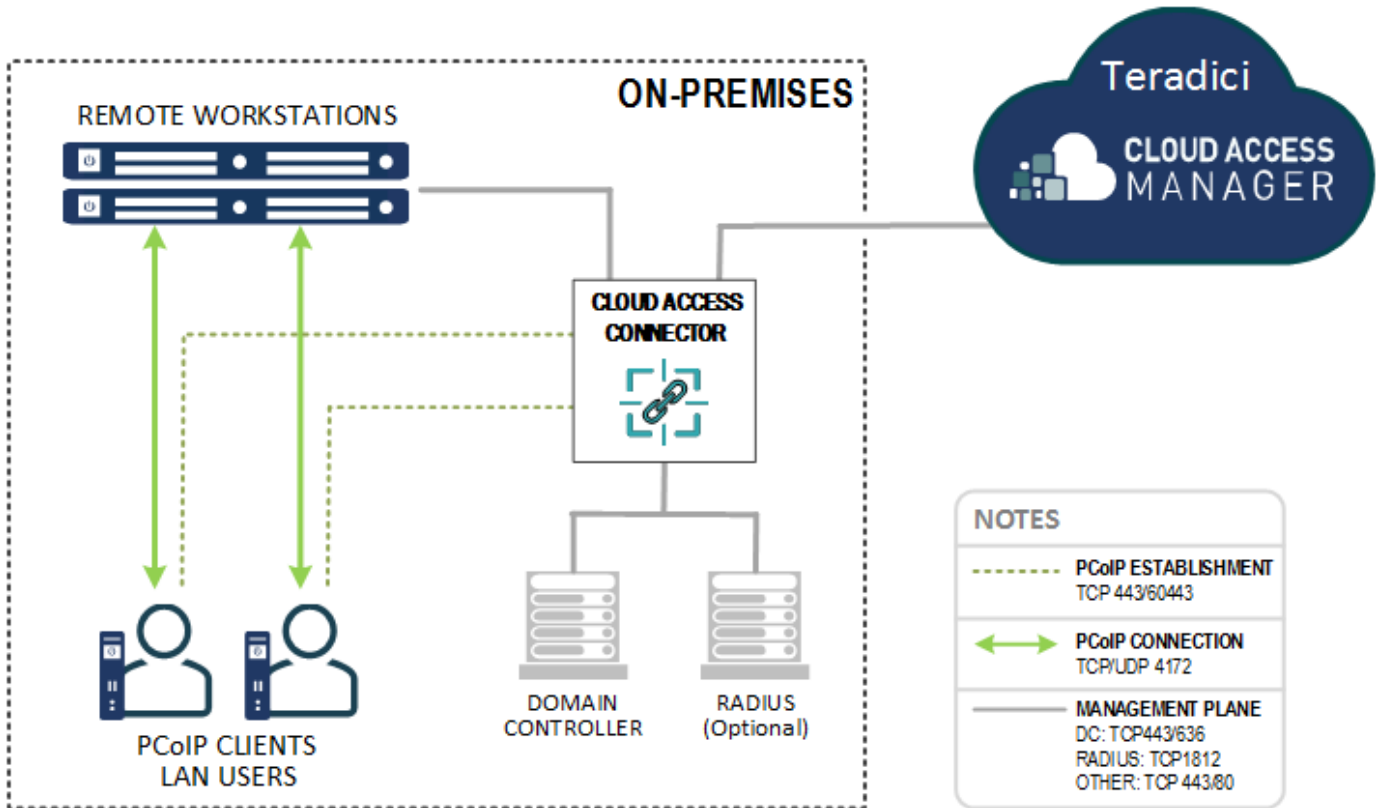 ON-PREMISES
REMOTE WORKSTATIONS
Teradici
CLOUD ACCESS
MANAGER
CLOUD ACCESS
CONNECTOR
DOMAIN
CONTROLLER
RADIUS
(Optional)
PCoIP CLIENTS
LAN USERS
NOTES
PCoIP ESTABLISHMENT
TCP 443/60443
PCoIP CONNECTION
TCP/UDP 4172
MANAGEMENT PLANE
DC: TCP443/636
RADIUS: TCP1812
OTHER: TCP 443/80